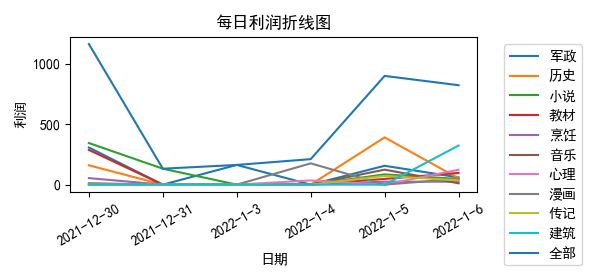 每日利润折线图
利润
1000
500
0
2021-12-30
2021-12-31
2022-1-3
2022-1-4
2022-1-5
2022-1-6
日期
军政
历史
小说
教材
烹饪
音乐
心理
漫画
传记
建筑
全部